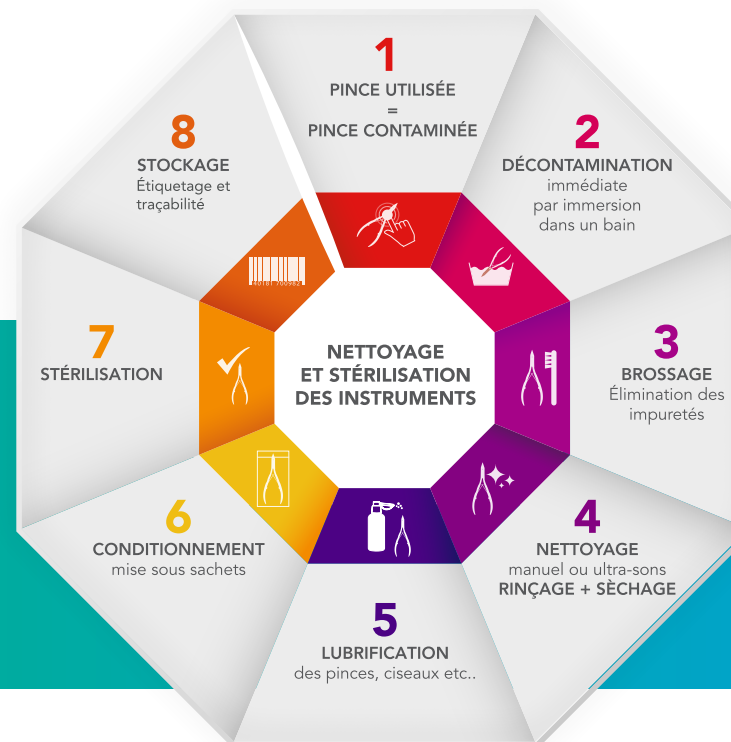 1
PINCE UTILISÉE
=
PINCE CONTAMINÉE
2
DÉCONTAMINATION
immédiate
par immersion
dans un bain
3
BROSSAGE
Élimination des
impuretés
4
NETTOYAGE
manuel ou ultra-sons
RINÇAGE + SÈCHAGE
5
LUBRIFICATION
des pinces, ciseaux etc..
6
CONDITIONNEMENT
mise sous sachets
7
STÉRILISATION
8
STOCKAGE
Étiquetage et
traçabilité
NETTOYAGE
ET STÉRILISATION
DES INSTRUMENTS